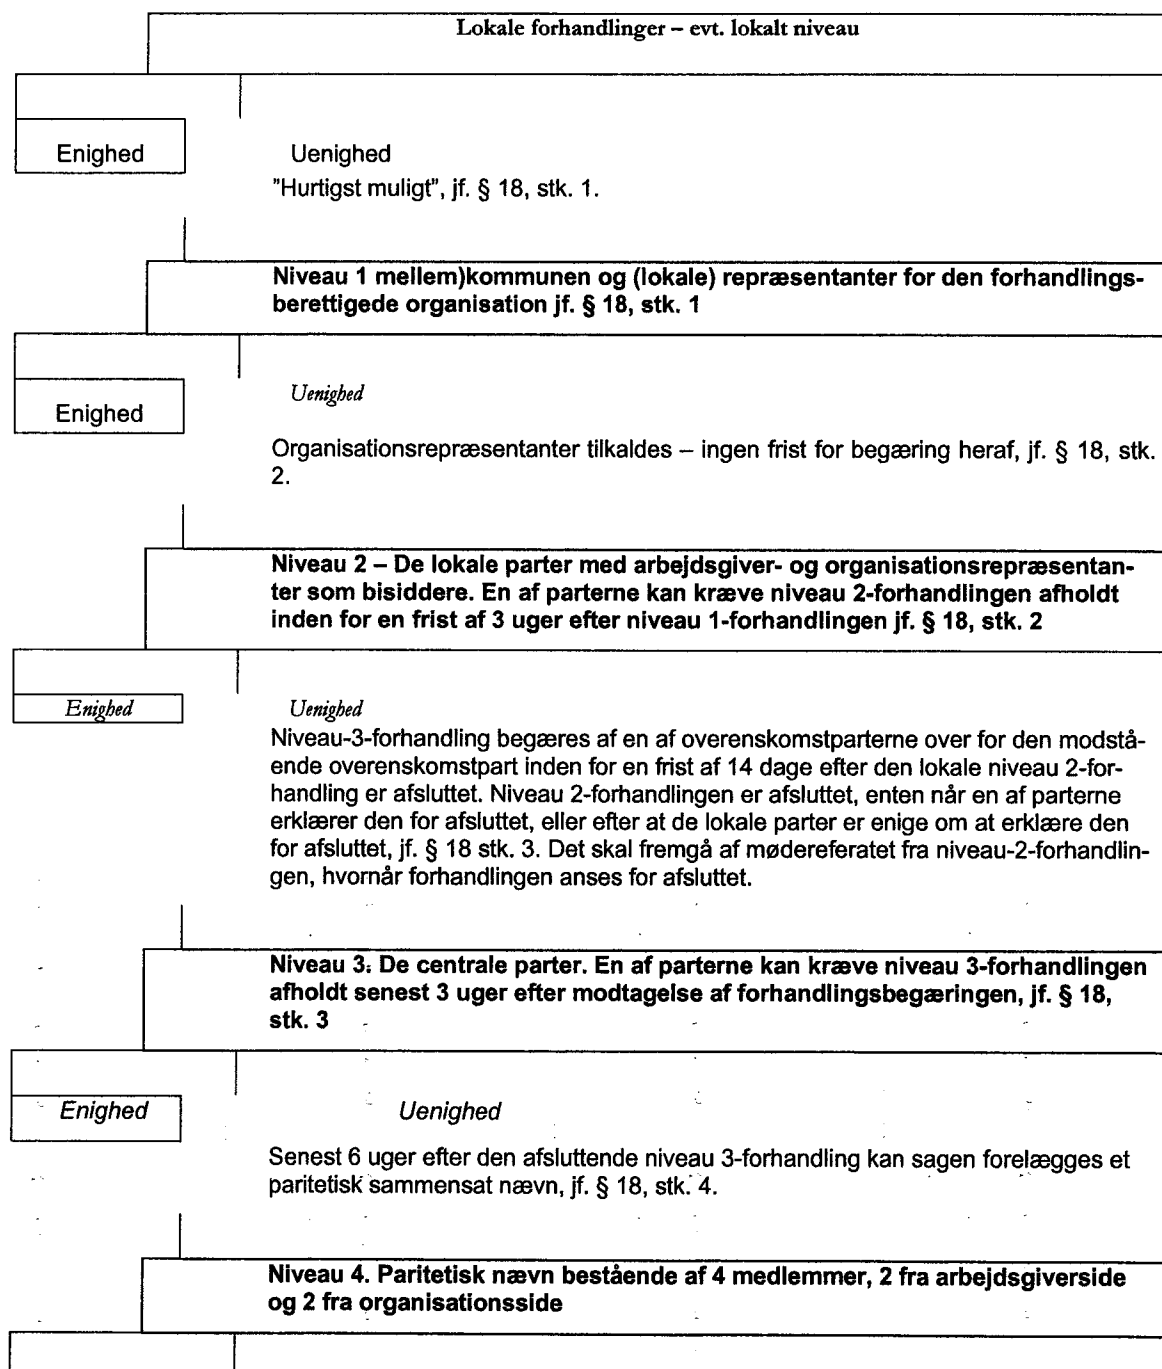 Lokale forhandlinger – evt. lokalt niveau
Enighed
Uenighed
"Hurtigst muligt", jf. § 18, stk. 1.
Niveau 1 mellem)kommunen og (lokale) repræsentanter for den forhandlings-
berettigede organisation jf. § 18, stk. 1
Enighed
Uenighed
Organisationsrepræsentanter tilkaldes – ingen frist for begæring heraf, jf. § 18, stk.
2.
Niveau 2 – De lokale parter med arbejdsgiver- og organisationsrepræsentan-
ter som bisiddere. En af parterne kan kræve niveau 2-forhandlingen afholdt
inden for en frist af 3 uger efter niveau 1-forhandlingen jf. § 18, stk. 2
Enighed
Uenighed
Niveau-3-forhandling begæres af en af overenskomstparterne over for den modstå-
ende overenskomstpart inden for en frist af 14 dage efter den lokale niveau 2-for-
handling er afsluttet. Niveau 2-forhandlingen er afsluttet, enten når en af parterne
erklærer den for afsluttet, eller efter at de lokale parter er enige om at erklære den
for afsluttet, jf. § 18 stk. 3. Det skal fremgå af mødereferatet fra niveau-2-forhandlin-
gen, hvornår forhandlingen anses for afsluttet.
Niveau 3. De centrale parter. En af parterne kan kræve niveau 3-forhandlingen
afholdt senest 3 uger efter modtagelse af forhandlingsbegæringen, jf. § 18,
stk. 3
Enighed
Uenighed
Senest 6 uger efter den afsluttende niveau 3-forhandling kan sagen forelægges et
paritetisk sammensat nævn, jf. § 18, stk. 4.
Niveau 4. Paritetisk nævn bestående af 4 medlemmer, 2 fra arbejdsgiverside
og 2 fra organisationsside